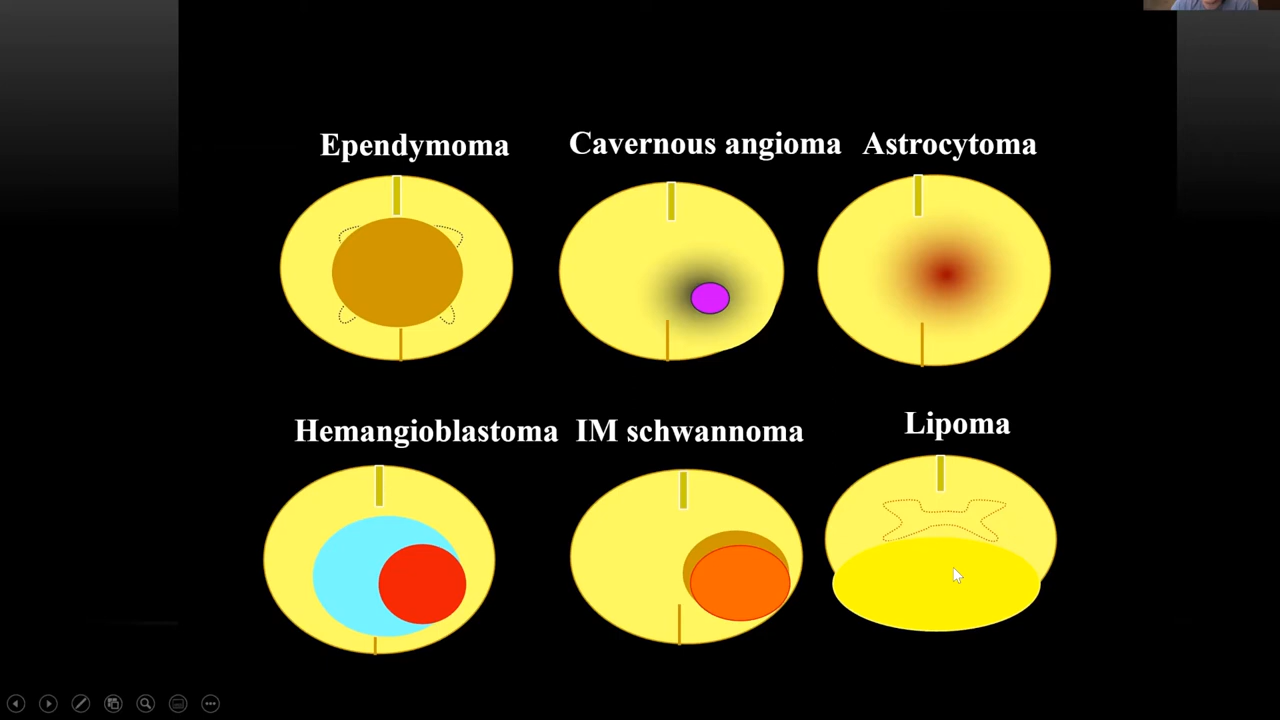 Ependymoma
Cavernous angioma
Astrocytoma
Hemangioblastoma
IM schwannoma
Lipoma